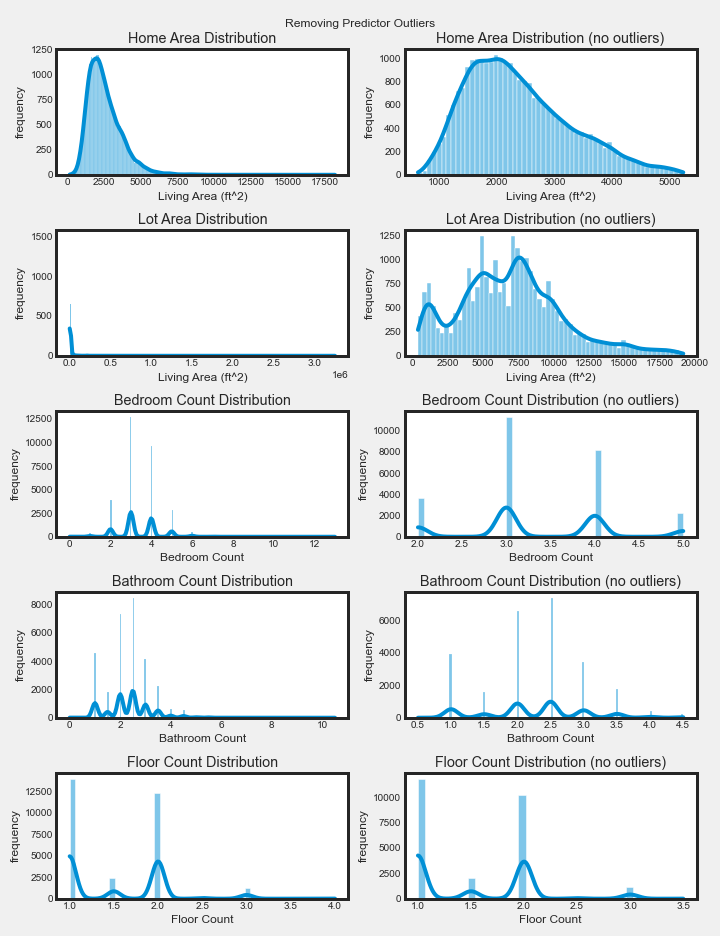 Removing Predictor Outliers
Home Area Distribution
1250
1000
750
500
250
0
frequency
0 2500 5000 7500 10000 12500 15000 17500
Living Area (ft^2)
Home Area Distribution (no outliers)
1000
800
600
400
200
0
frequency
1000 2000 3000 4000 5000
Living Area (ft^2)
Lot Area Distribution
1500
1000
500
0
frequency
0.0 0.5 1.0 1.5 2.0 2.5 3.0
1e6
Living Area (ft^2)
Lot Area Distribution (no outliers)
1250
1000
750
500
250
0
frequency
0 2500 5000 7500 10000 12500 15000 17500 20000
Living Area (ft^2)
Bedroom Count Distribution
12500
10000
7500
5000
2500
0
frequency
0 2 4 6 8 10 12
Bedroom Count
Bedroom Count Distribution (no outliers)
10000
8000
6000
4000
2000
0
frequency
2.0 2.5 3.0 3.5 4.0 4.5 5.0
Bedroom Count
Bathroom Count Distribution
8000
6000
4000
2000
0
frequency
0 2 4 6 8 10
Bathroom Count
Bathroom Count Distribution (no outliers)
6000
4000
2000
0
frequency
0.5 1.0 1.5 2.0 2.5 3.0 3.5 4.0 4.5
Bathroom Count
Floor Count Distribution
12500
10000
7500
5000
2500
0
frequency
1.0 1.5 2.0 2.5 3.0 3.5 4.0
Floor Count
Floor Count Distribution (no outliers)
10000
7500
5000
2500
0
frequency
1.0 1.5 2.0 2.5 3.0 3.5
Floor Count